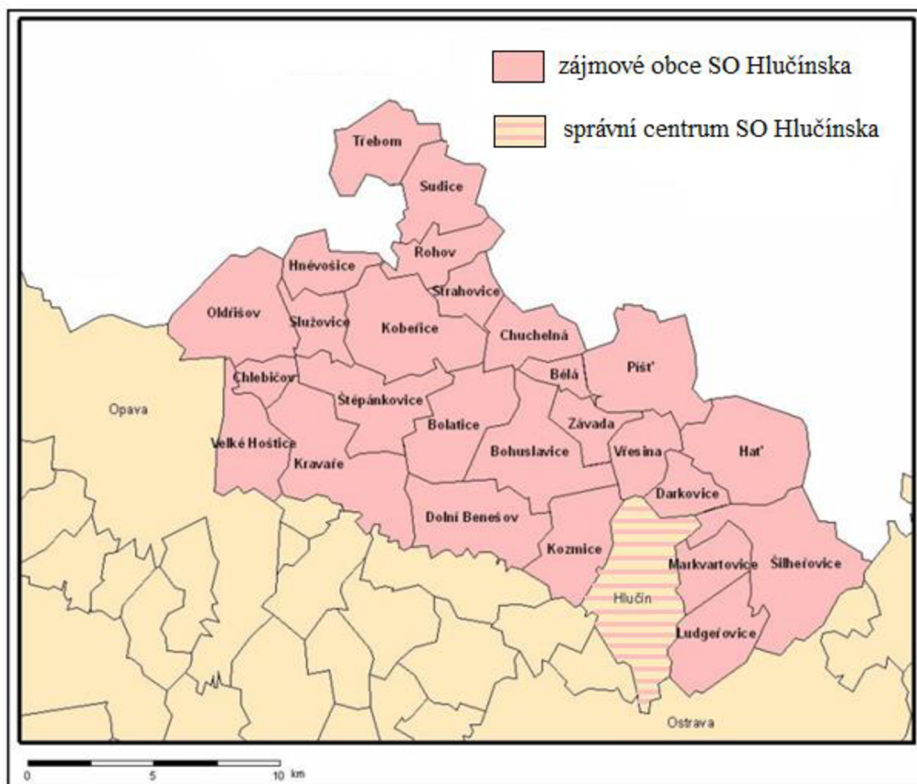 zájmové obce SO Hlučínska
správní centrum SO Hlučínska
Třebom
Sudice
Rohov
Hněvošice
Strahovice
Oldřišov
Služovice
Kobeřice
Chuchelná
Píšť
Chlebičov
Bělá
Opava
Štěpánkovice
Bolatice
Závada
Velké Hoštice
Kravaře
Bohuslavice
Vřesina
Hať
Darkovice
Dolní Benešov
Kozmice
Markvartovice
Šilheřovice
Hlučín
Ludgeřovice
Ostrava
0 5 10 km